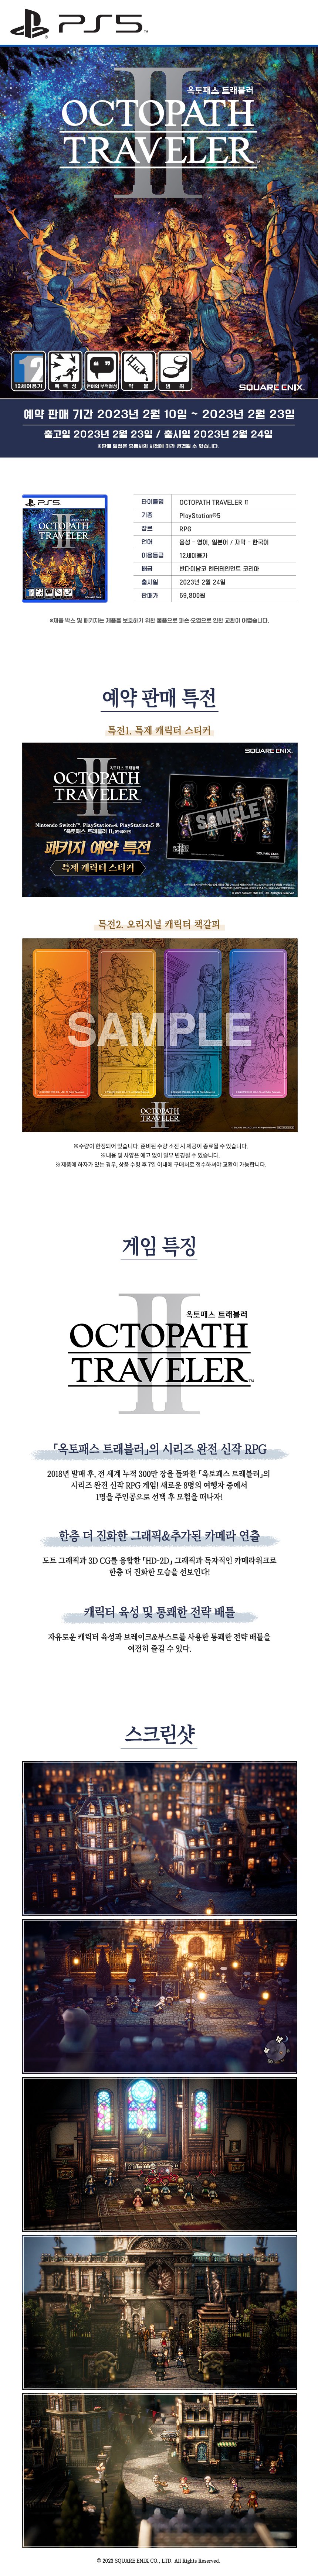 PS5
옥토패스 트래블러
II
OCTOPATH
TRAVELER
12세이용가
폭력성
언어의 부적절성
약물
범죄
SQUARE ENIX
예약 판매 기간 2023년 2월 10일 ~ 2023년 2월 23일
출고일 2023년 2월 23일 / 출시일 2023년 2월 24일
※판매 일정은 유통사의 사정에 따라 변경될 수 있습니다.
PS5
OCTOPATH
TRAVELER
타이틀명 OCTOPATH TRAVELER II
기종 PlayStation®5
장르 RPG
언어 음성 - 영어, 일본어 / 자막 - 한국어
이용등급 12세이용가
배급 반다이남코 엔터테인먼트 코리아
출시일 2023년 2월 24일
판매가 69,800원
※제품 박스 및 패키지는 제품을 보호하기 위한 물품으로 파손·오염으로 인한 교환이 어렵습니다.
예약 판매 특전
특전1. 특제 캐릭터 스티커
SQUARE ENIX
옥토패스 트래블러
II
OCTOPATH
TRAVELER
Nintendo Switch™, PlayStation®4, PlayStation®5 용
『옥토패스 트래블러 II』
패키지 예약 특전
특제 캐릭터 스티커
SAMPLE
특전2. 오리지널 캐릭터 책갈피
SAMPLE
II
OCTOPATH
TRAVELER
※수량이 한정되어 있습니다. 준비된 수량 소진 시 제공이 종료될 수 있습니다.
※내용 및 사양은 예고 없이 일부 변경될 수 있습니다.
※제품에 하자가 있는 경우, 상품 수령 후 7일 이내에 구매처로 접수하셔야 교환이 가능합니다.
게임 특징
옥토패스 트래블러
II
OCTOPATH
TRAVELER™
『옥토패스 트래블러』의 시리즈 완전 신작 RPG
2018년 발매 후, 전 세계 누적 300만 장을 돌파한 『옥토패스 트래블러』의
시리즈 완전 신작 RPG 게임! 새로운 8명의 여행자 중에서
1명을 주인공으로 선택 후 모험을 떠나자!
한층 더 진화한 그래픽&추가된 카메라 연출
도트 그래픽과 3D CG를 융합한 「HD-2D」 그래픽과 독자적인 카메라워크로
한층 더 진화한 모습을 선보인다!
캐릭터 육성 및 통쾌한 전략 배틀
자유로운 캐릭터 육성과 브레이크&부스트를 사용한 통쾌한 전략 배틀을
여전히 즐길 수 있다.
스크린샷
© 2023 SQUARE ENIX CO., LTD. All Rights Reserved.